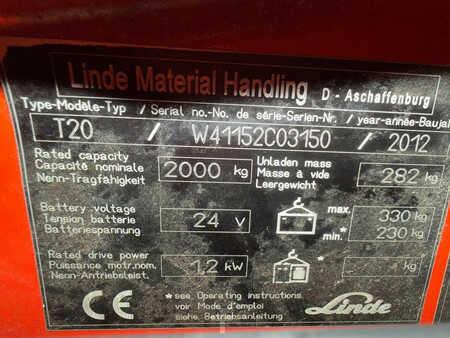 Linde Material Handling D - Aschaffenburg
Type-Modèle-Typ / Serial no.-No. de série-Serien-Nr. / year-année-Baujah
T20 / W41152C03150 / 2012
Rated capacity
Capacité nominale
Nenn-Tragfähigkeit
2000 kg
Unladen mass
Masse à vide
Leergewicht
282 kg
Battery voltage
Tension batterie
Batteriespannung
24 V
max. 330 kg
min.* 230 kg
Rated drive power
Puissance motr.nom.
Nenn-Antriebsleist.
1,2 kW
kg
CE
*see Operating instructions
voir Mode d'emploi
siehe Betriebsanleitung
Linde